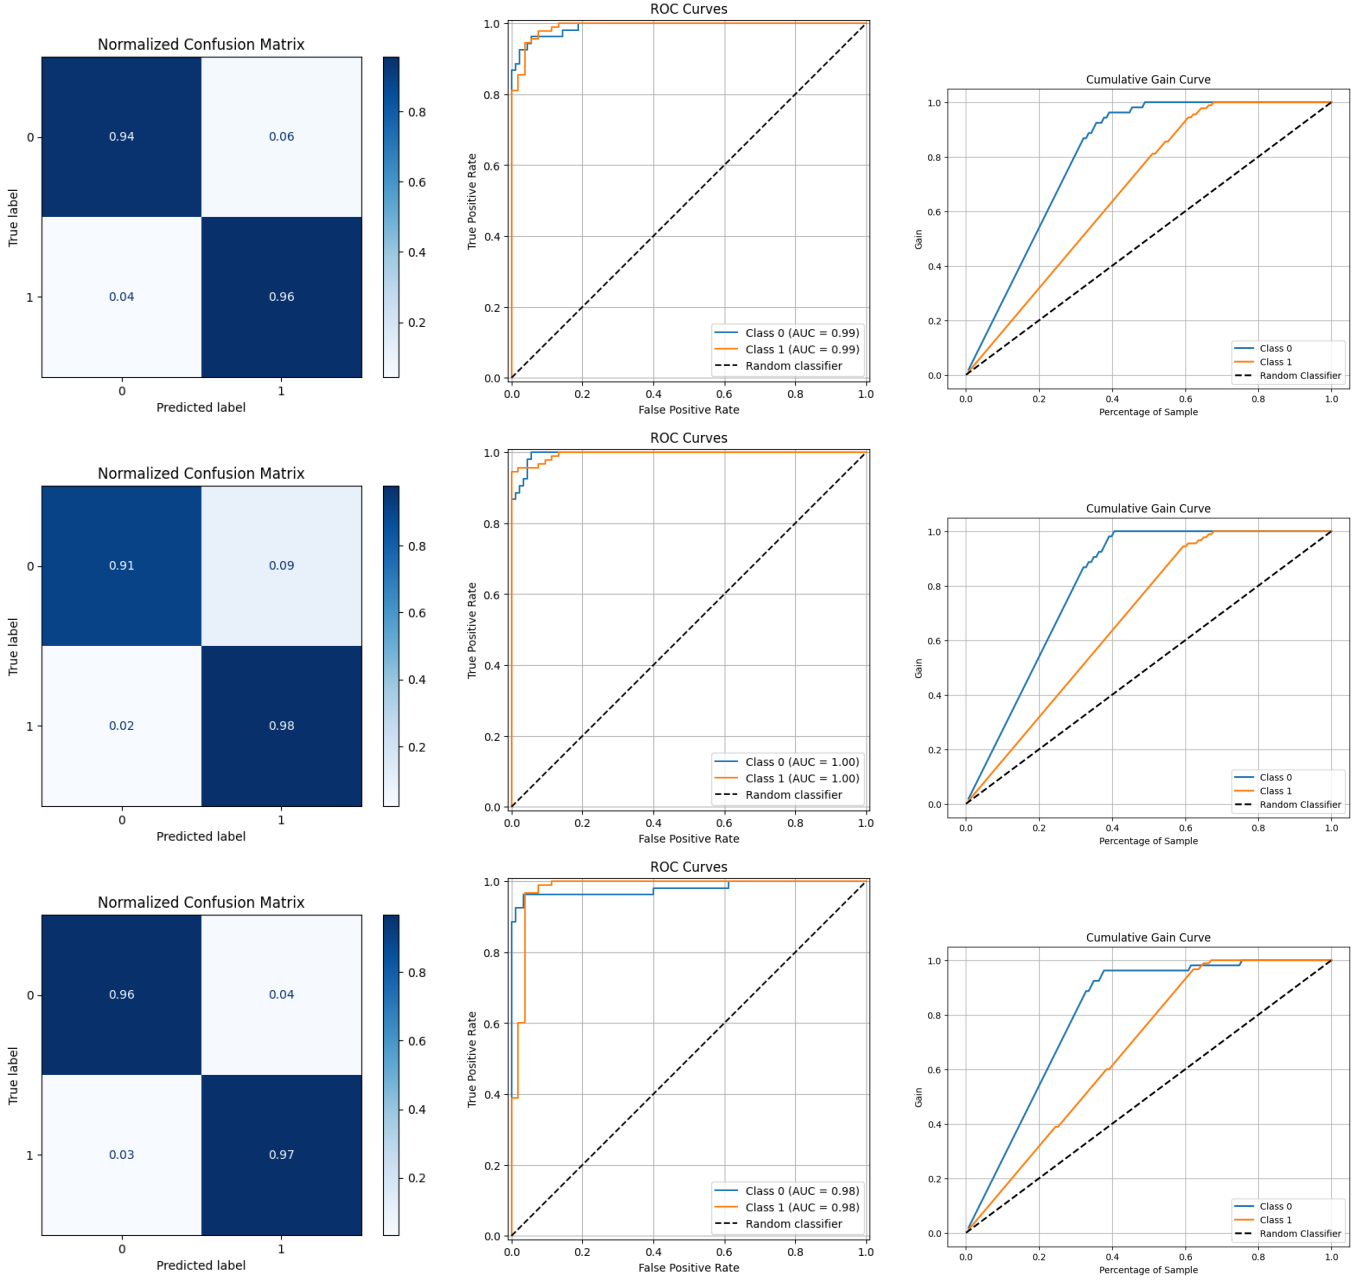 Normalized Confusion Matrix
True label
0
1
0.94
0.06
0.04
0.96
0
1
Predicted label
0.8
0.6
0.4
0.2
ROC Curves
True Positive Rate
1.0
0.8
0.6
0.4
0.2
0.0
Class 0 (AUC = 0.99)
Class 1 (AUC = 0.99)
Random classifier
0.0
0.2
0.4
0.6
0.8
1.0
False Positive Rate
Cumulative Gain Curve
Gain
1.0
0.8
0.6
0.4
0.2
0.0
Class 0
Class 1
Random Classifier
0.0
0.2
0.4
0.6
0.8
1.0
Percentage of Sample
Normalized Confusion Matrix
True label
0
1
0.91
0.09
0.02
0.98
0
1
Predicted label
0.8
0.6
0.4
0.2
ROC Curves
True Positive Rate
1.0
0.8
0.6
0.4
0.2
0.0
Class 0 (AUC = 1.00)
Class 1 (AUC = 1.00)
Random classifier
0.0
0.2
0.4
0.6
0.8
1.0
False Positive Rate
Cumulative Gain Curve
Gain
1.0
0.8
0.6
0.4
0.2
0.0
Class 0
Class 1
Random Classifier
0.0
0.2
0.4
0.6
0.8
1.0
Percentage of Sample
Normalized Confusion Matrix
True label
0
1
0.96
0.04
0.03
0.97
0
1
Predicted label
0.8
0.6
0.4
0.2
ROC Curves
True Positive Rate
1.0
0.8
0.6
0.4
0.2
0.0
Class 0 (AUC = 0.98)
Class 1 (AUC = 0.98)
Random classifier
0.0
0.2
0.4
0.6
0.8
1.0
False Positive Rate
Cumulative Gain Curve
Gain
1.0
0.8
0.6
0.4
0.2
0.0
Class 0
Class 1
Random Classifier
0.0
0.2
0.4
0.6
0.8
1.0
Percentage of Sample